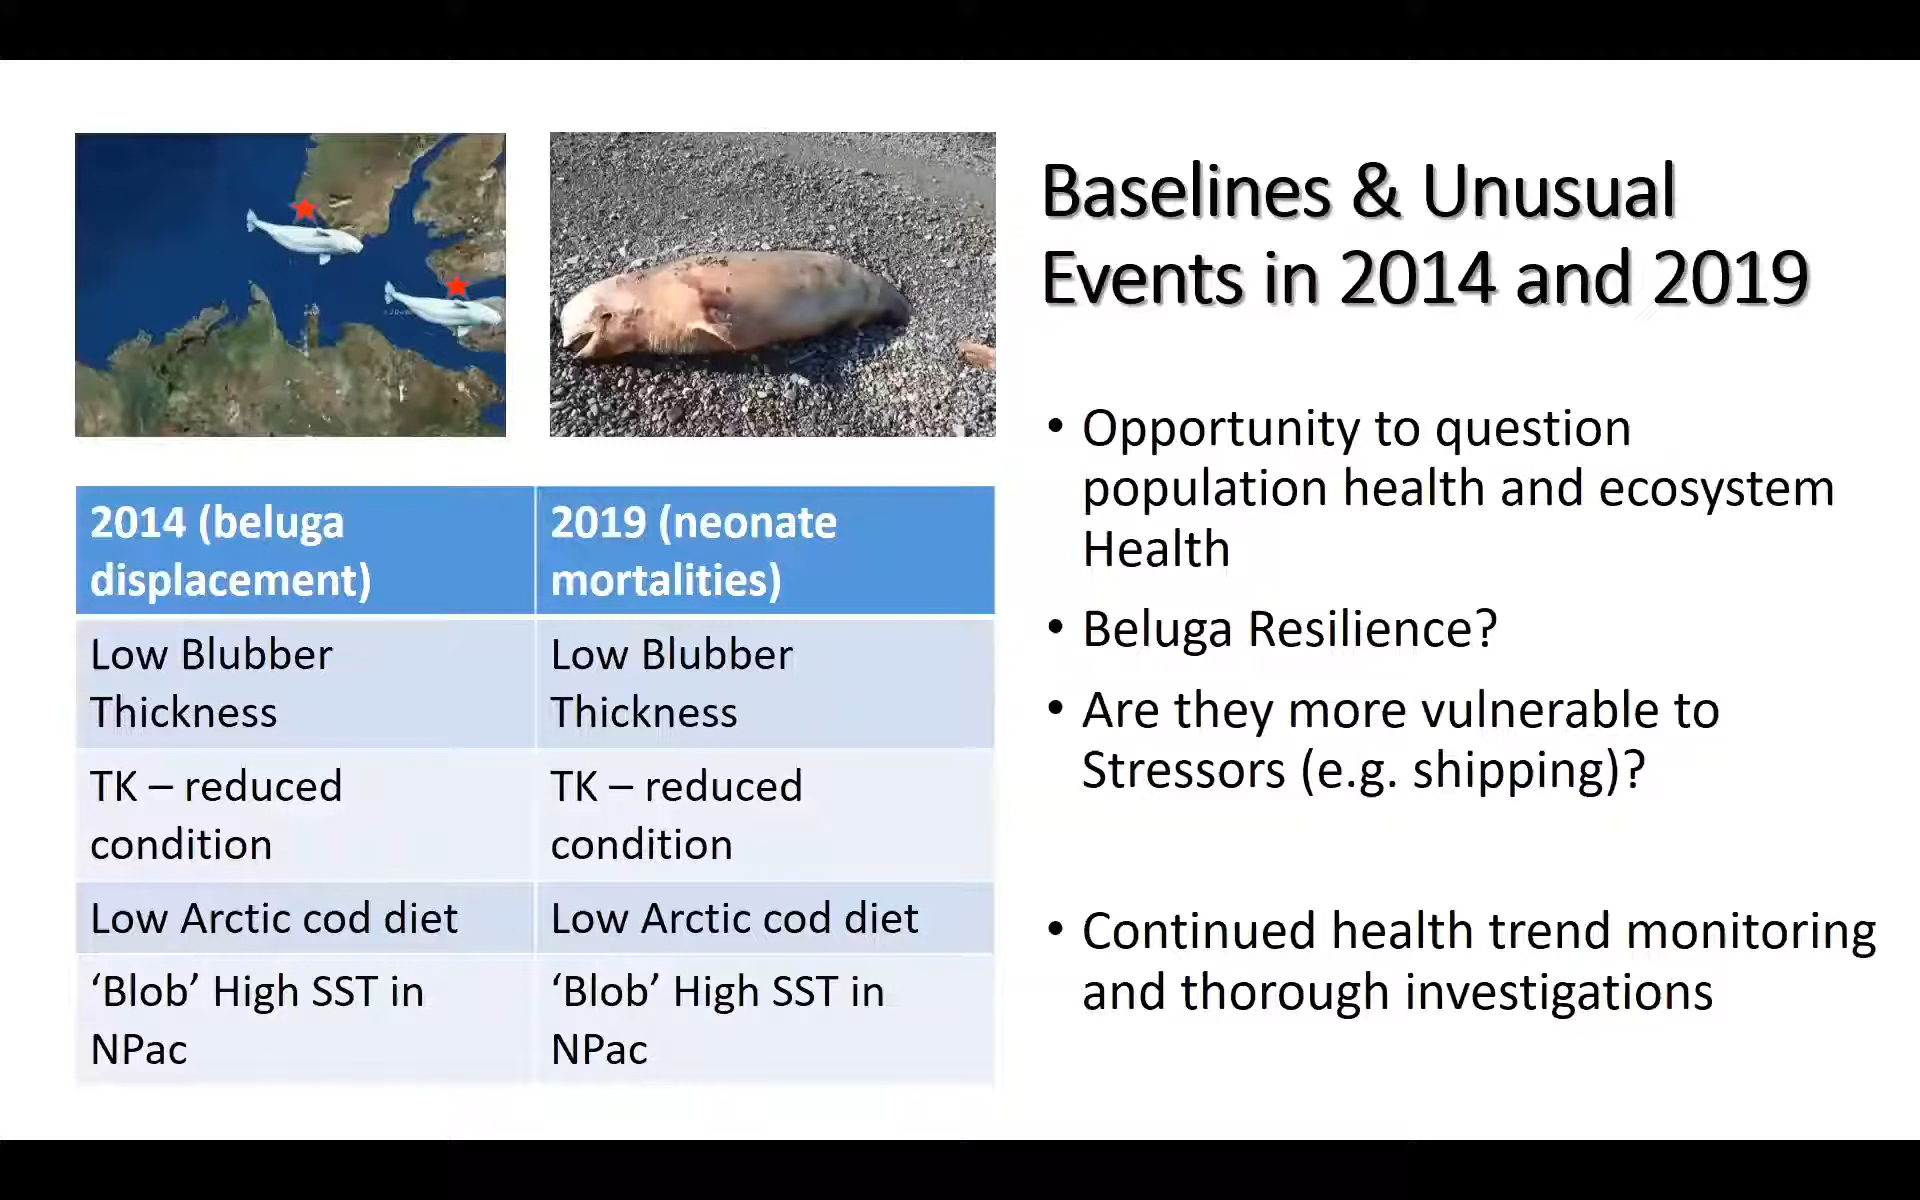 Baselines & Unusual
Events in 2014 and 2019
2014 (beluga
displacement)
2019 (neonate
mortalities)
Low Blubber
Thickness
Low Blubber
Thickness
TK – reduced
condition
TK – reduced
condition
Low Arctic cod diet
Low Arctic cod diet
‘Blob’ High SST in
NPac
‘Blob’ High SST in
NPac
• Opportunity to question
population health and ecosystem
Health
• Beluga Resilience?
• Are they more vulnerable to
Stressors (e.g. shipping)?
• Continued health trend monitoring
and thorough investigations